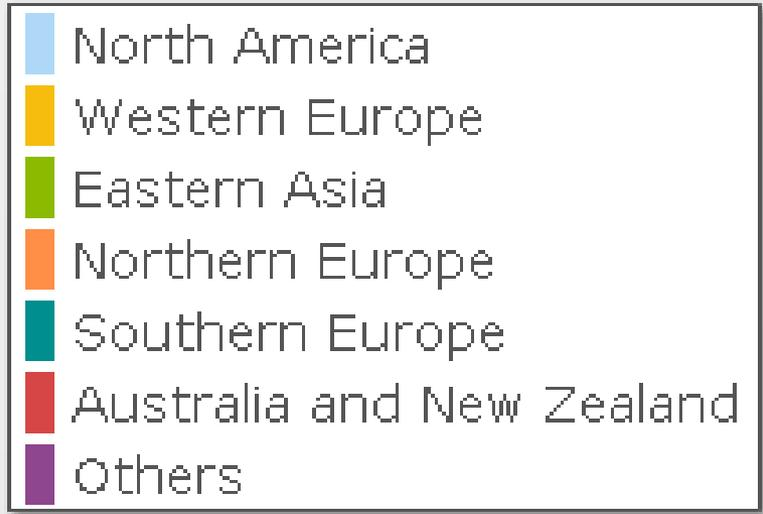 North America
Western Europe
Eastern Asia
Northern Europe
Southern Europe
Australia and New Zealand
Others